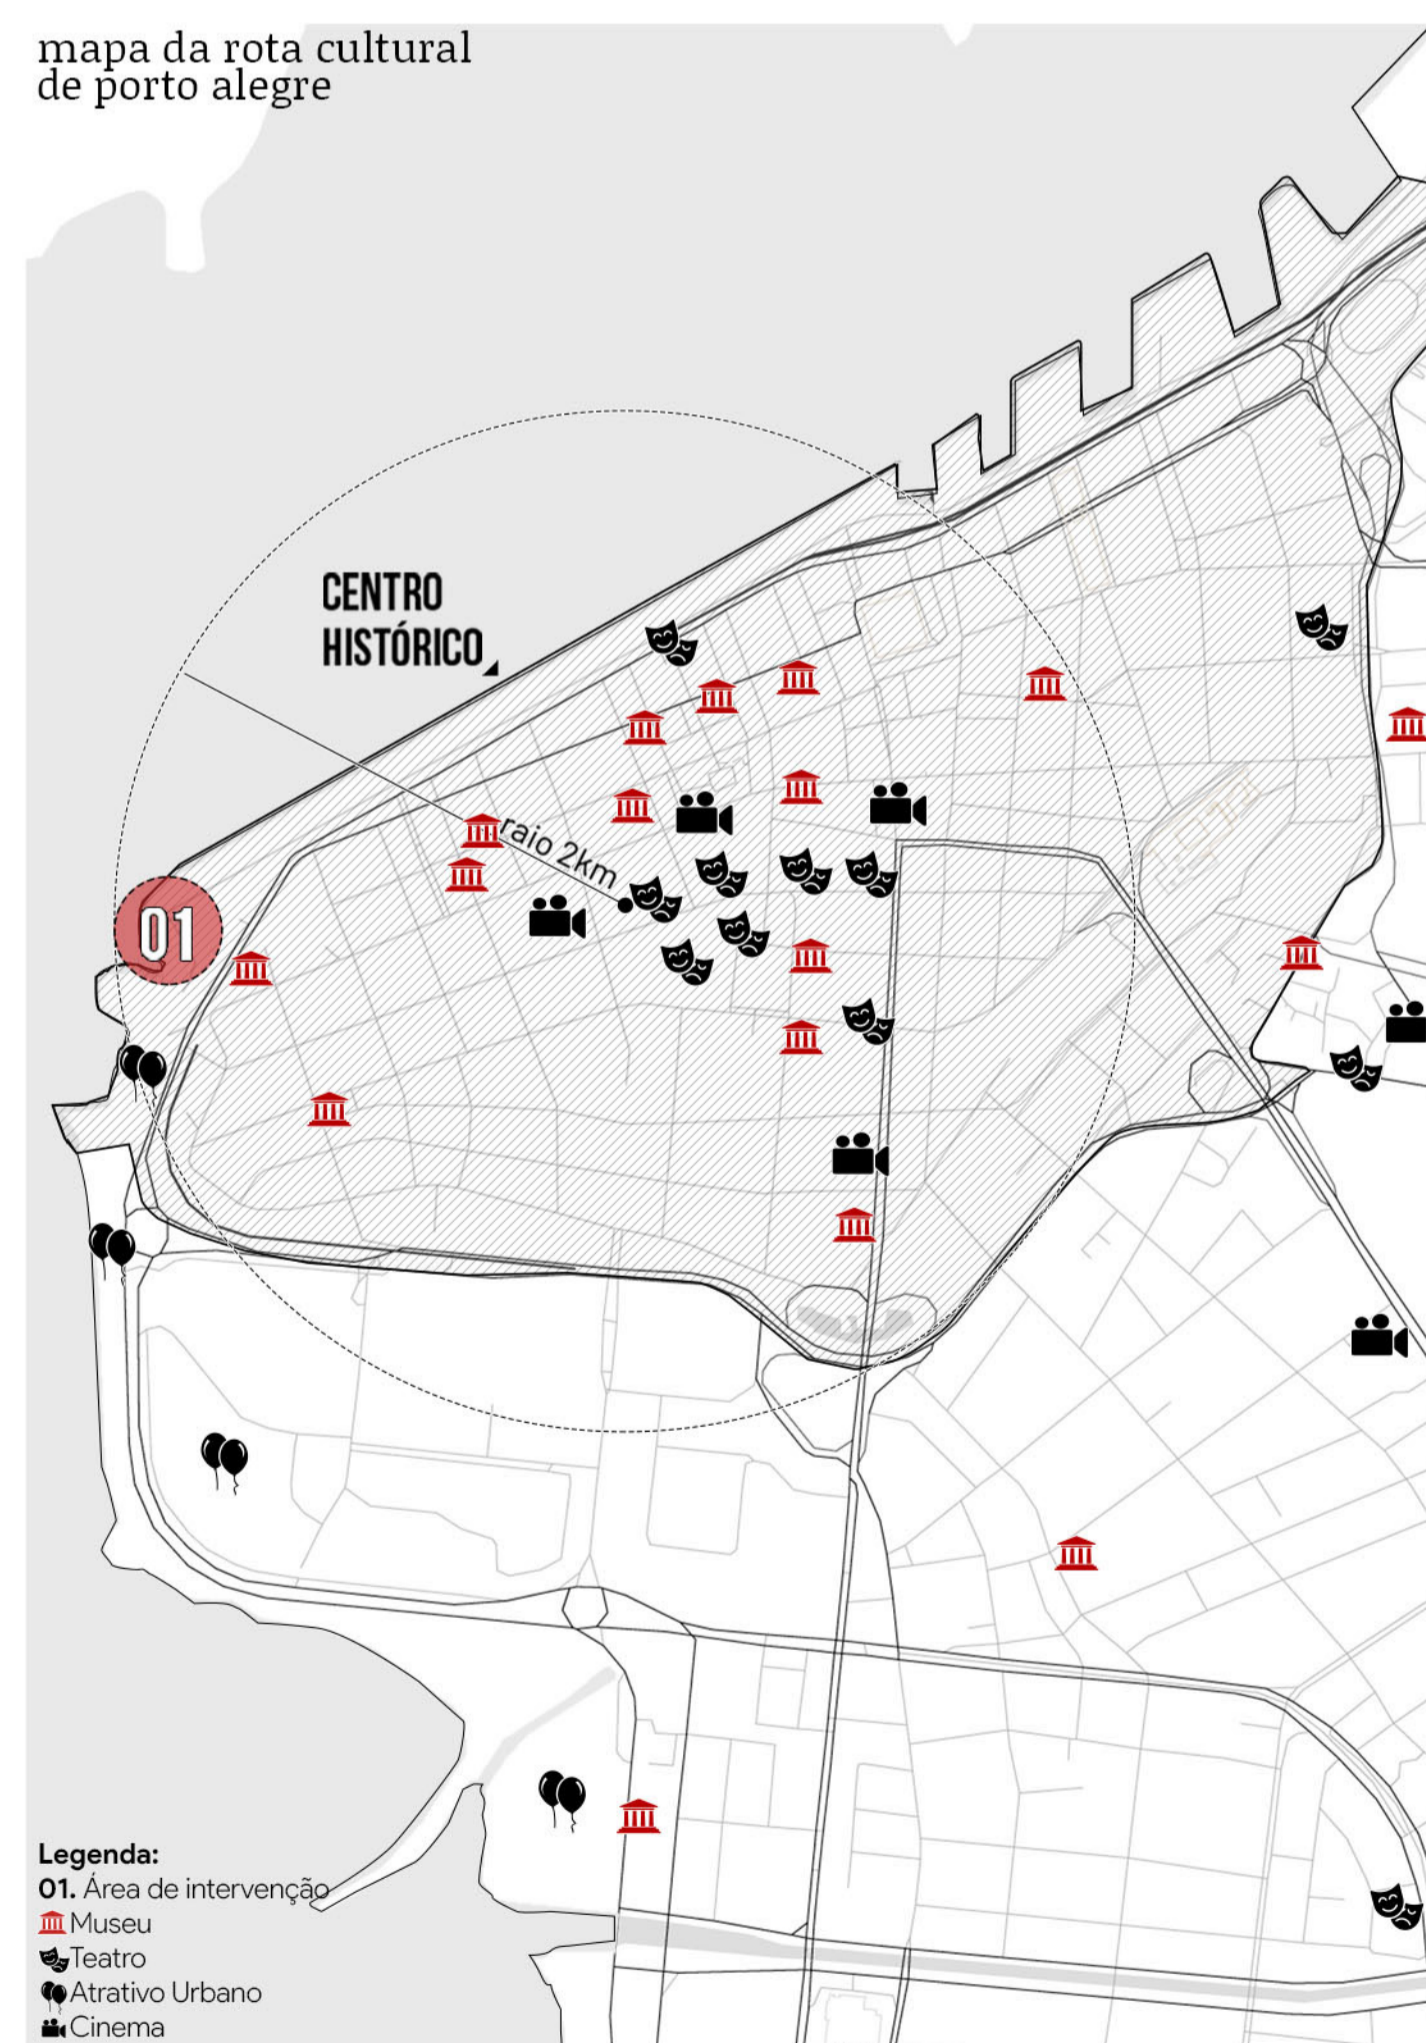 mapa da rota cultural
de porto alegre
CENTRO
HISTÓRICO
raio 2km
01
Legenda:
01. Área de intervenção
Museu
Teatro
Atrativo Urbano
Cinema